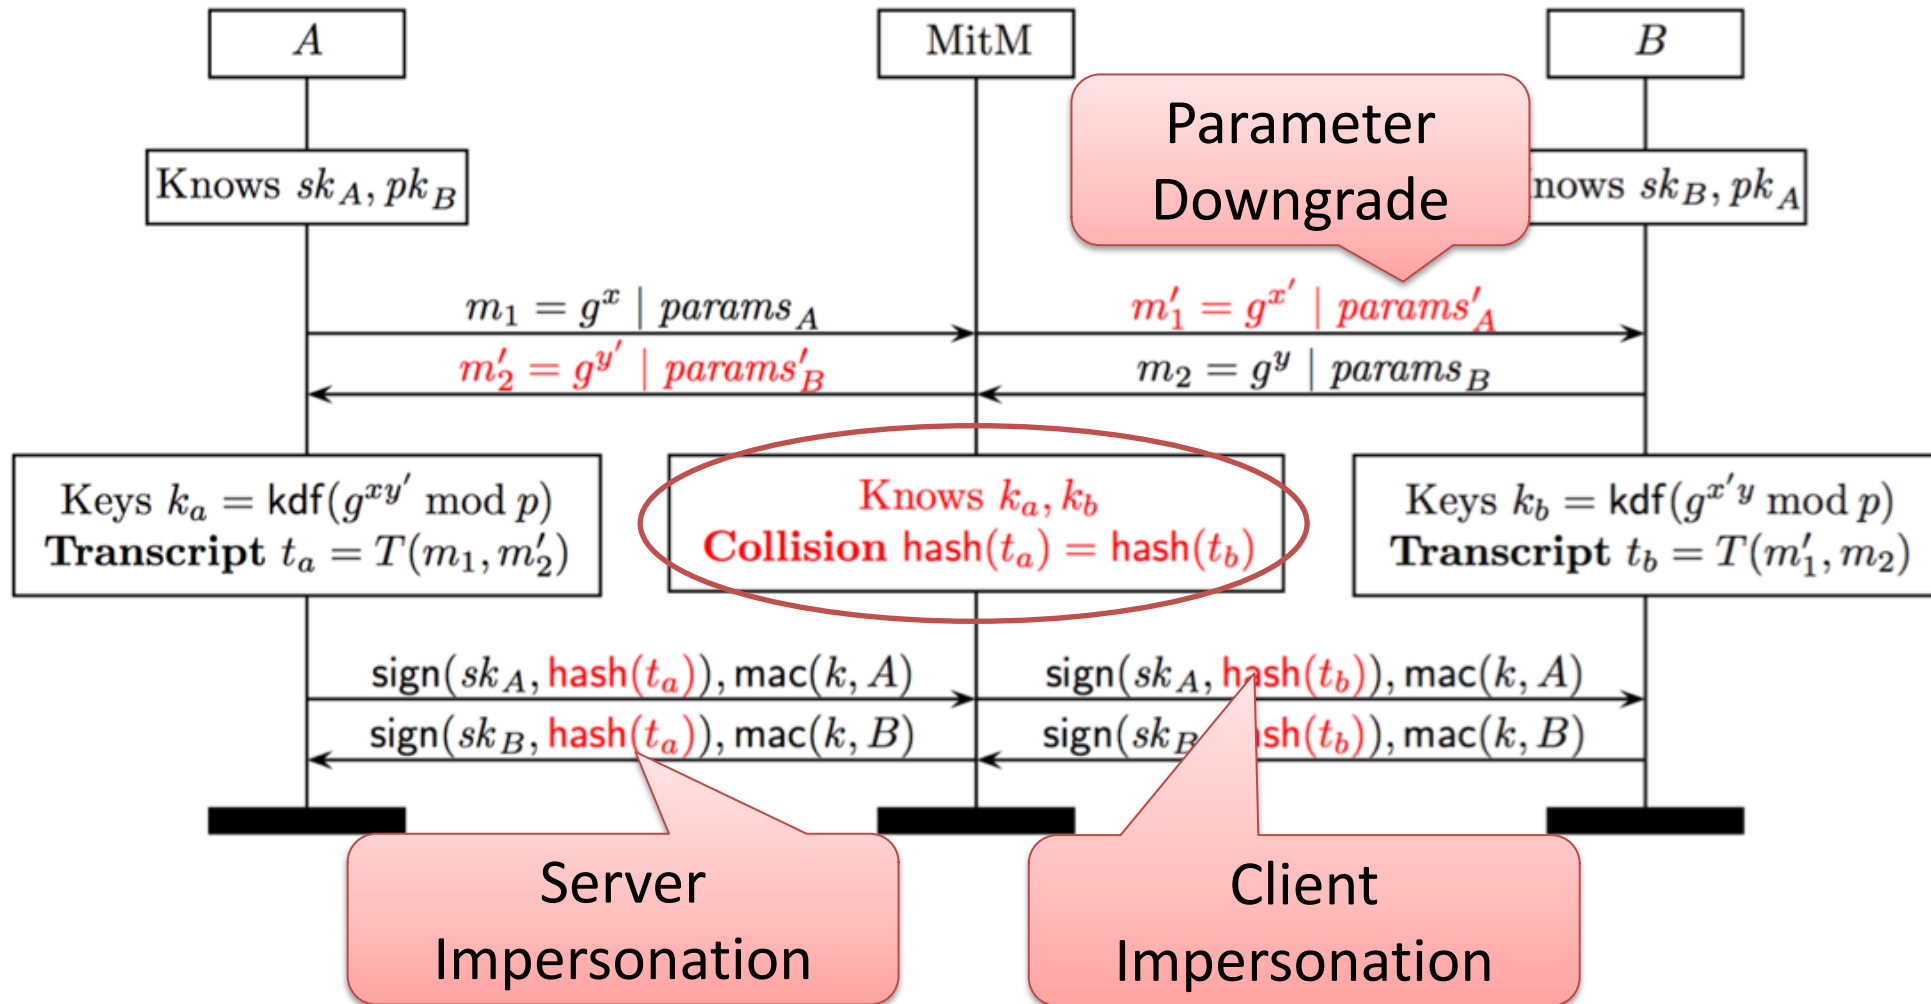 A
MitM
B
Parameter
Downgrade
Knows sk_A, pk_B
nows sk_B, pk_A
m_1 = g^x | params_A
m'_1 = g^{x'} | params'_A
m'_2 = g^{y'} | params'_B
m_2 = g^y | params_B
Keys k_a = kdf(g^{xy'} mod p)
Transcript t_a = T(m_1, m'_2)
Knows k_a, k_b
Collision hash(t_a) = hash(t_b)
Keys k_b = kdf(g^{x'y} mod p)
Transcript t_b = T(m'_1, m_2)
sign(sk_A, hash(t_a)), mac(k, A)
sign(sk_A, hash(t_b)), mac(k, A)
sign(sk_B, hash(t_a)), mac(k, B)
sign(sk_B sh(t_b)), mac(k, B)
Server
Impersonation
Client
Impersonation